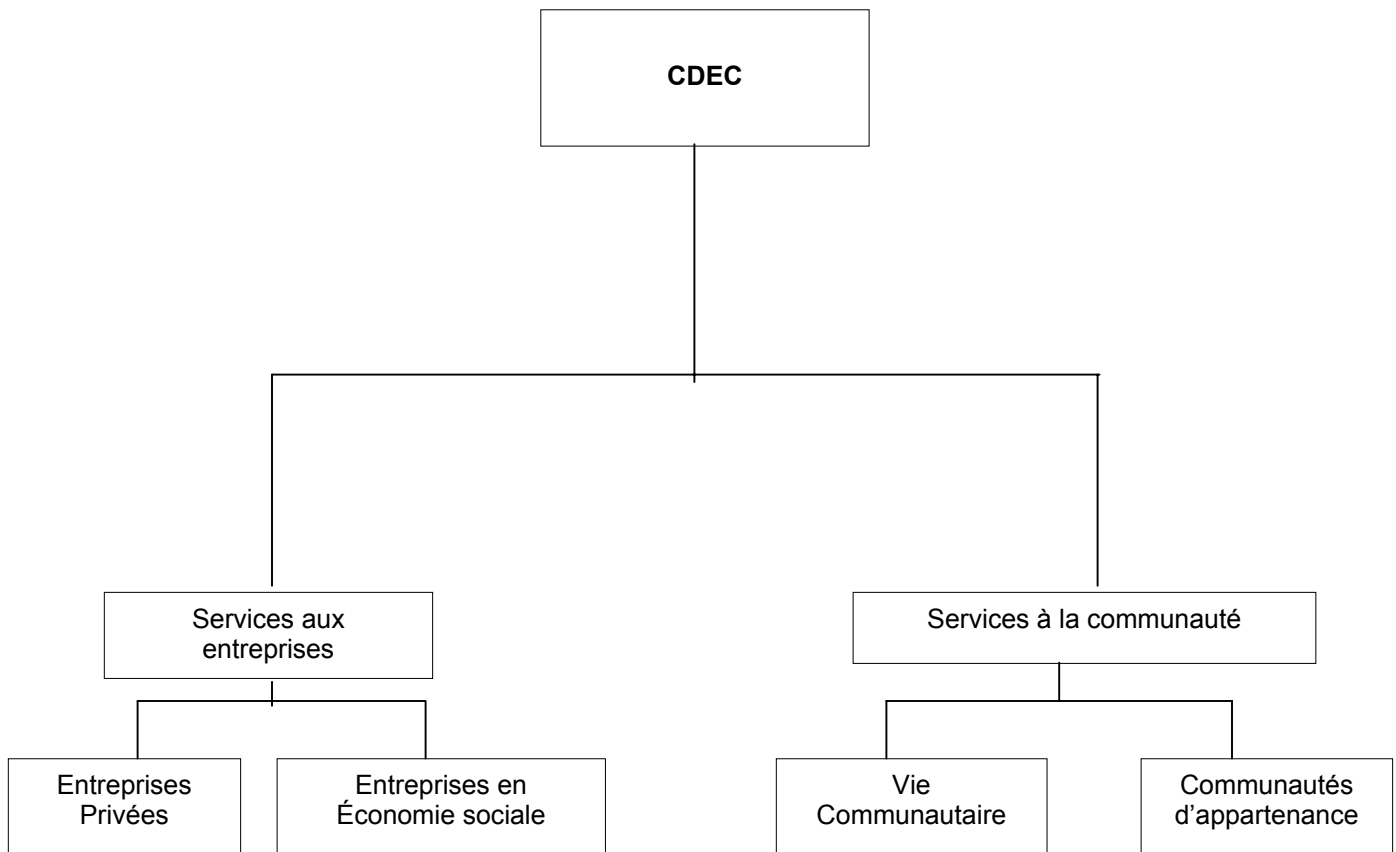 CDEC
Services aux
entreprises
Services à la communauté
Entreprises
Privées
Entreprises en
Économie sociale
Vie
Communautaire
Communautés
d’appartenance